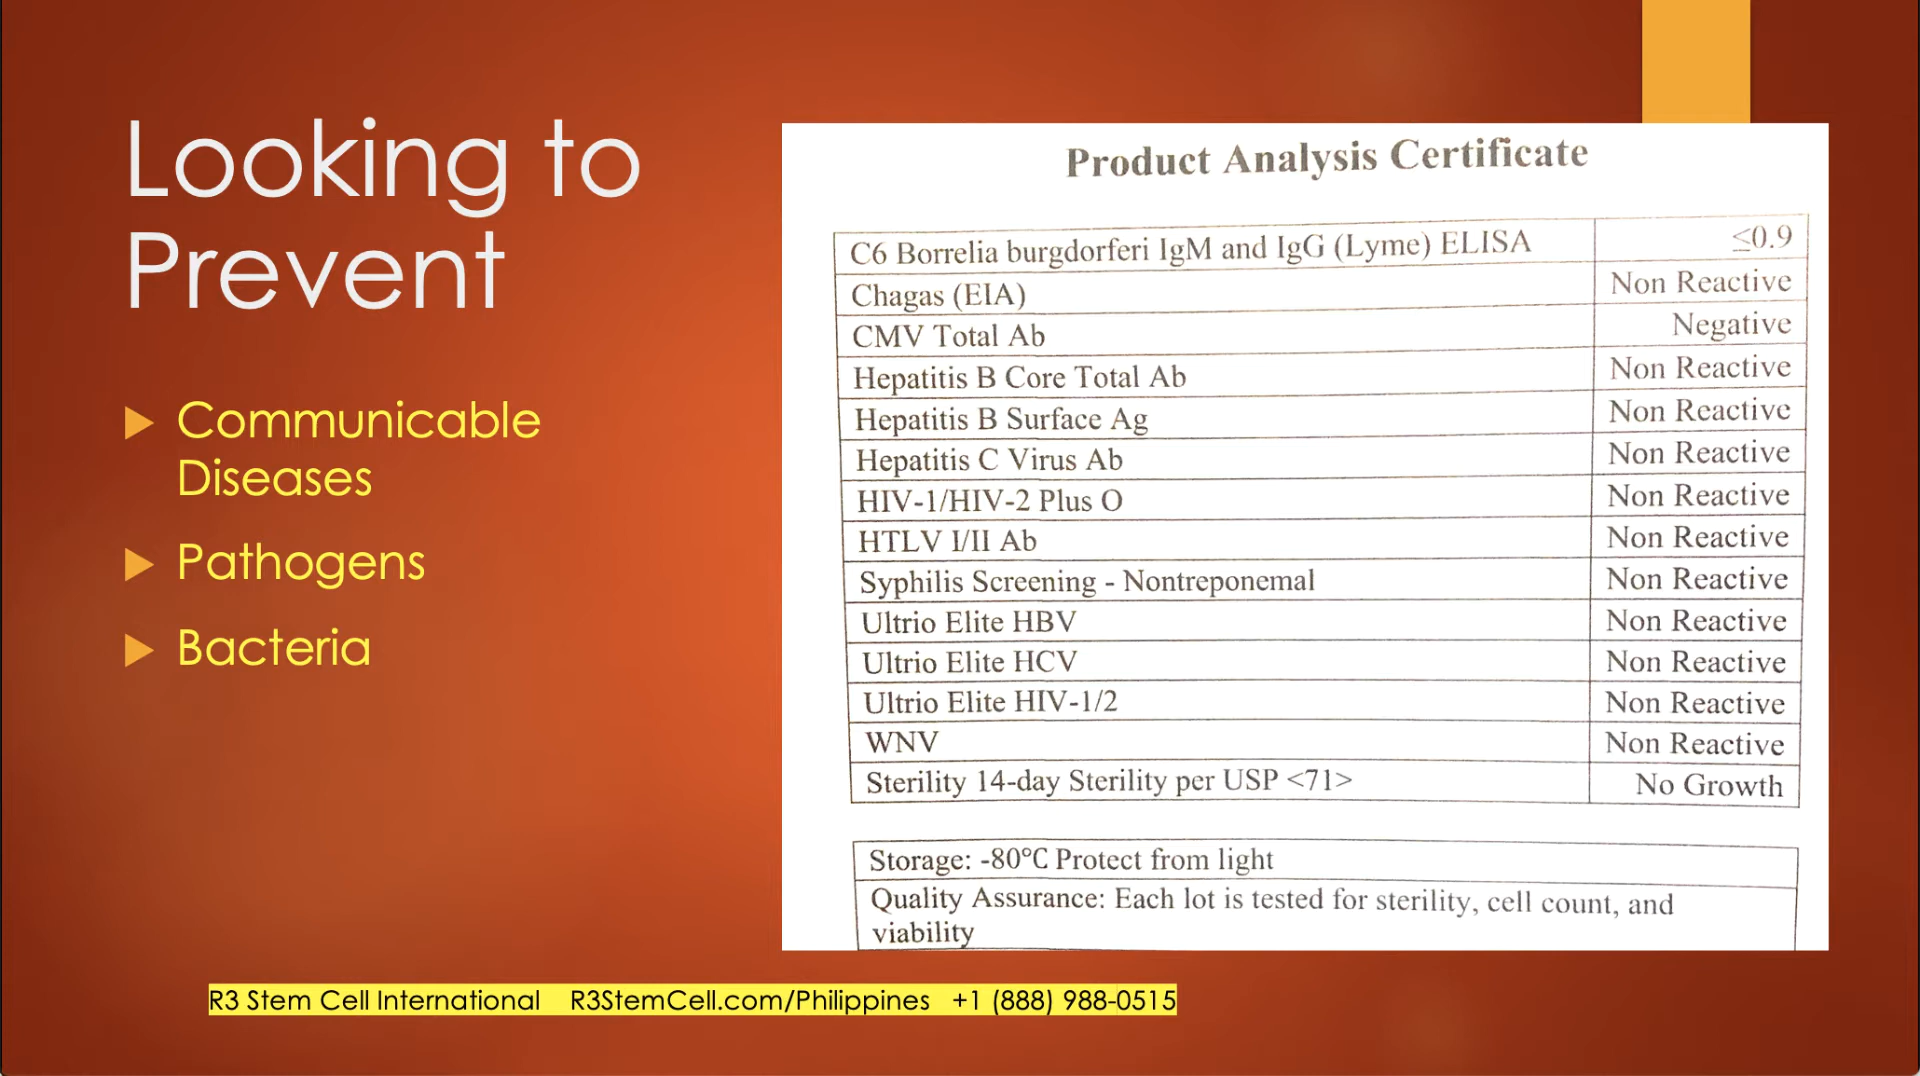 Looking to
Prevent
Communicable
Diseases
Pathogens
Bacteria
Product Analysis Certificate
C6 Borrelia burgdorferi IgM and IgG (Lyme) ELISA ≤0.9
Chagas (EIA) Non Reactive
CMV Total Ab Negative
Hepatitis B Core Total Ab Non Reactive
Hepatitis B Surface Ag Non Reactive
Hepatitis C Virus Ab Non Reactive
HIV-1/HIV-2 Plus O Non Reactive
HTLV I/II Ab Non Reactive
Syphilis Screening - Nontreponemal Non Reactive
Ultrio Elite HBV Non Reactive
Ultrio Elite HCV Non Reactive
Ultrio Elite HIV-1/2 Non Reactive
WNV Non Reactive
Sterility 14-day Sterility per USP <71> No Growth
Storage: -80°C Protect from light
Quality Assurance: Each lot is tested for sterility, cell count, and
viability
R3 Stem Cell International R3StemCell.com/Philippines +1 (888) 988-0515